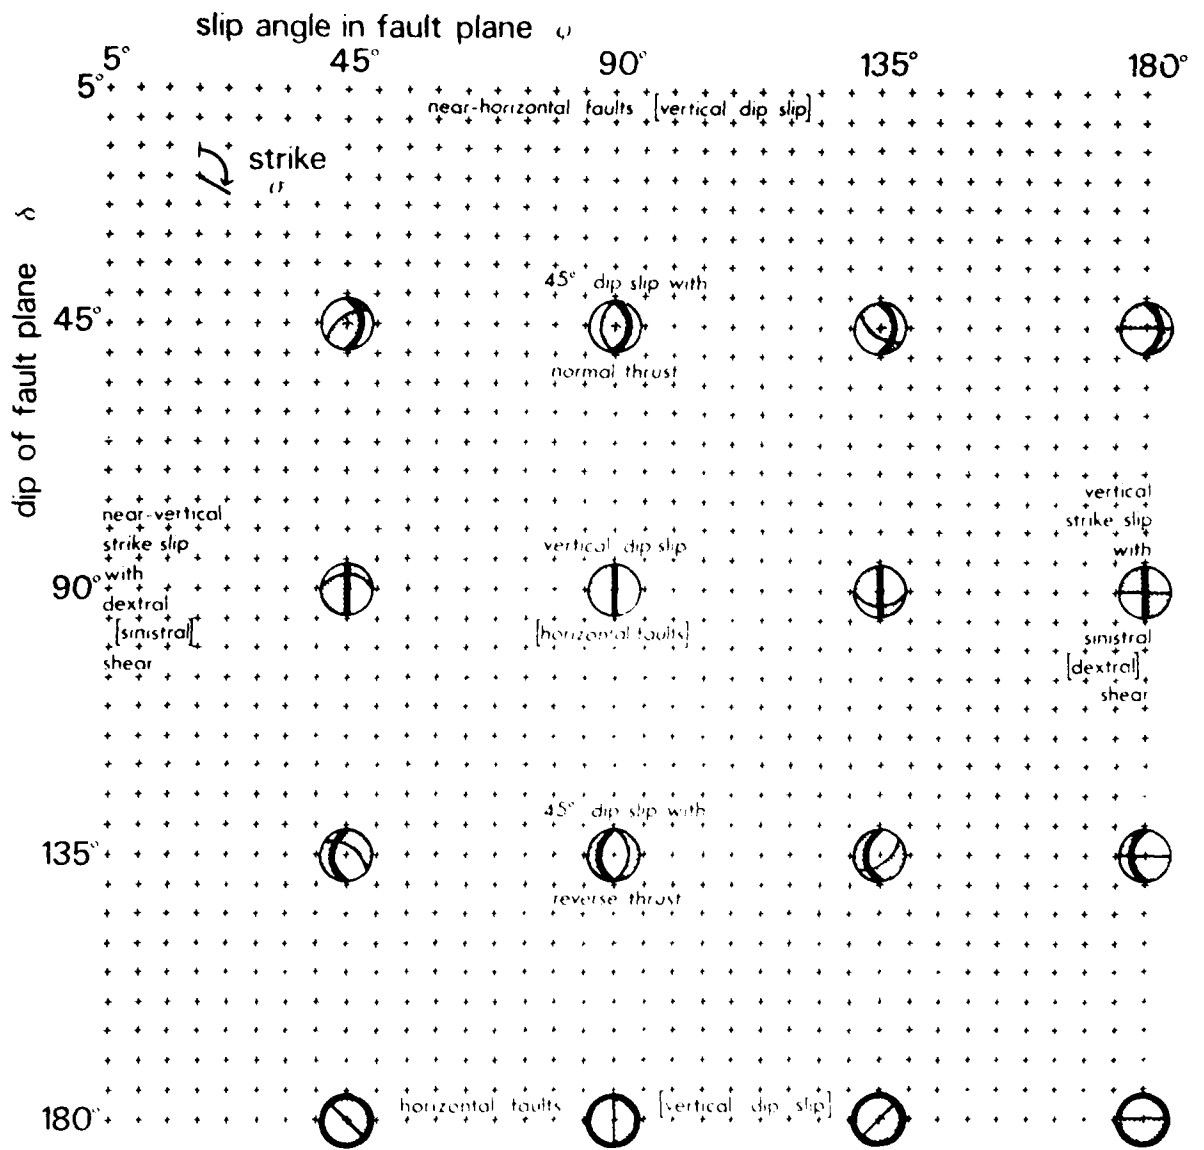 slip angle in fault plane φ
5° 45° 90° 135° 180°
5°
near-horizontal faults [vertical dip slip]
strike
σ
dip of fault plane δ
45° dip slip with
45°
normal thrust
near-vertical
strike slip
with
dextral
[sinistral]
shear
90°
vertical dip slip
[horizontal faults]
vertical
strike slip
with
sinistral
[dextral]
shear
45° dip slip with
135°
reverse thrust
180°
horizontal faults [vertical dip slip]